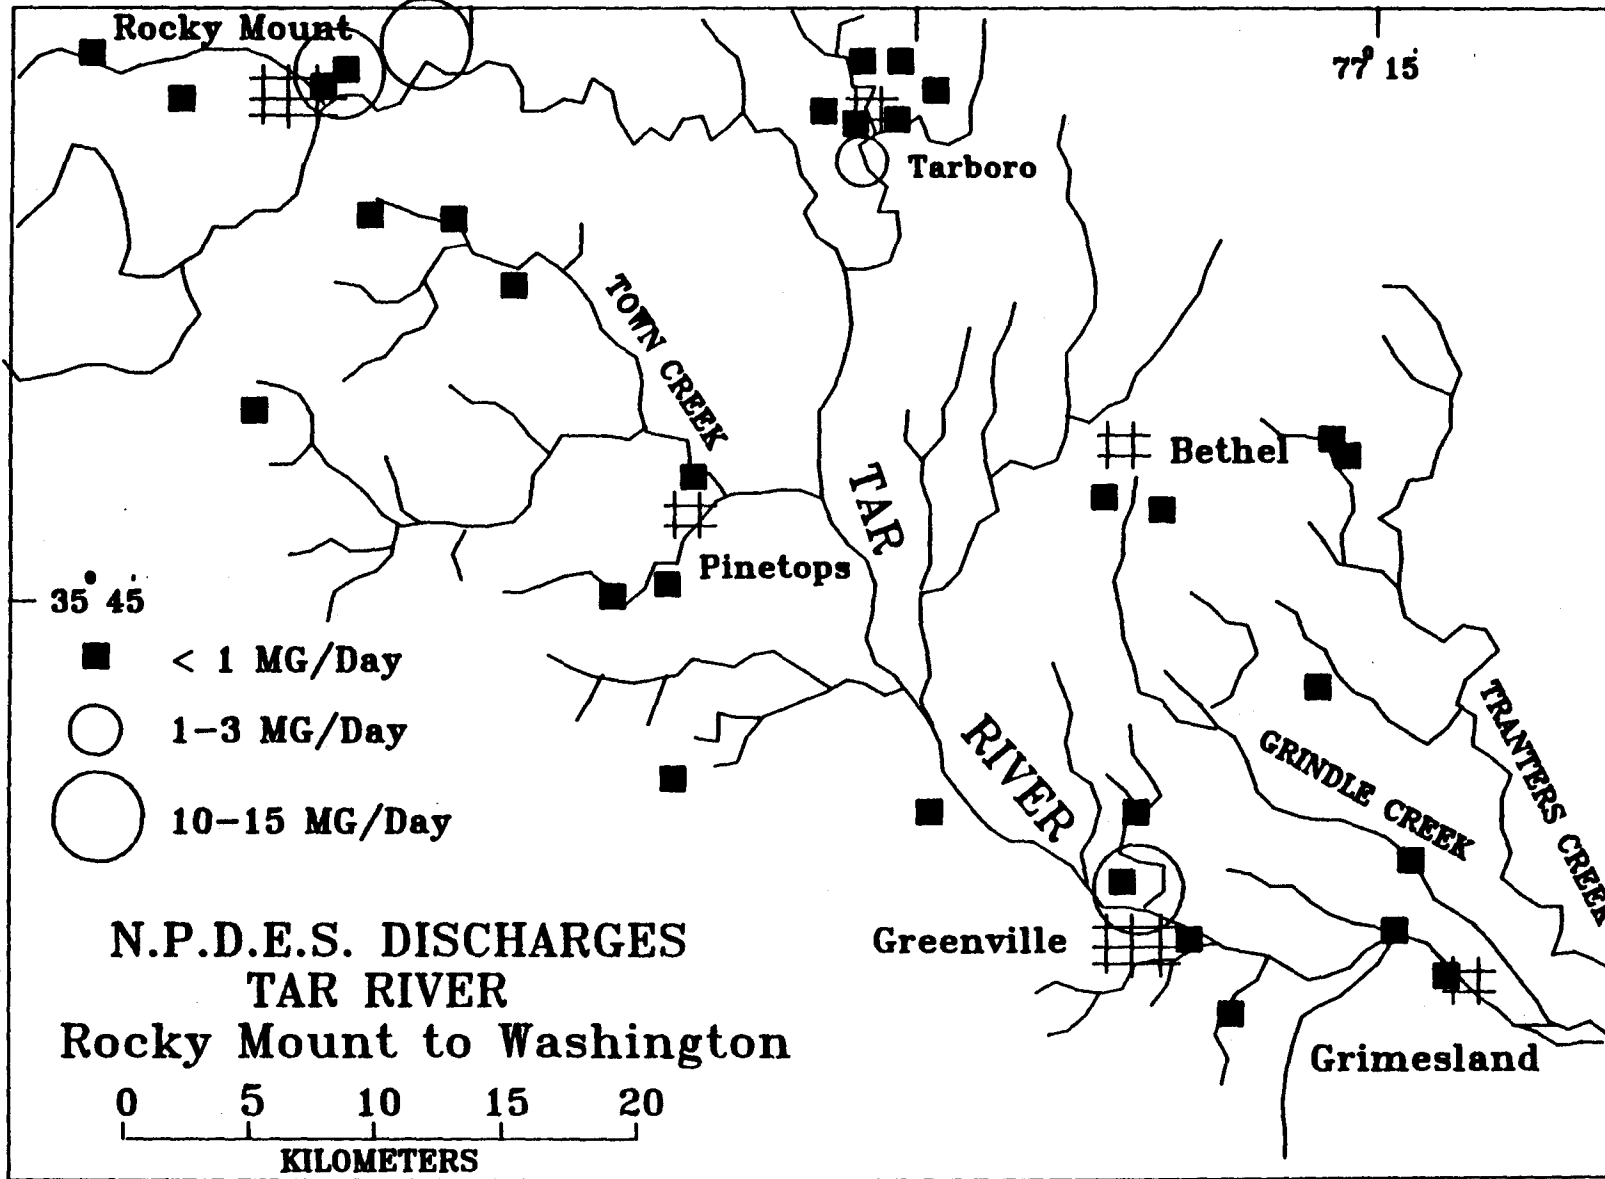 Rocky Mount
77° 15'
Tarboro
TOWN CREEK
Bethel
TAR
RIVER
Pinetops
35° 45'
< 1 MG/Day
1-3 MG/Day
10-15 MG/Day
TRANTERS CREEK
GRINDLE CREEK
Greenville
Grimesland
N.P.D.E.S. DISCHARGES
TAR RIVER
Rocky Mount to Washington
0 5 10 15 20
KILOMETERS